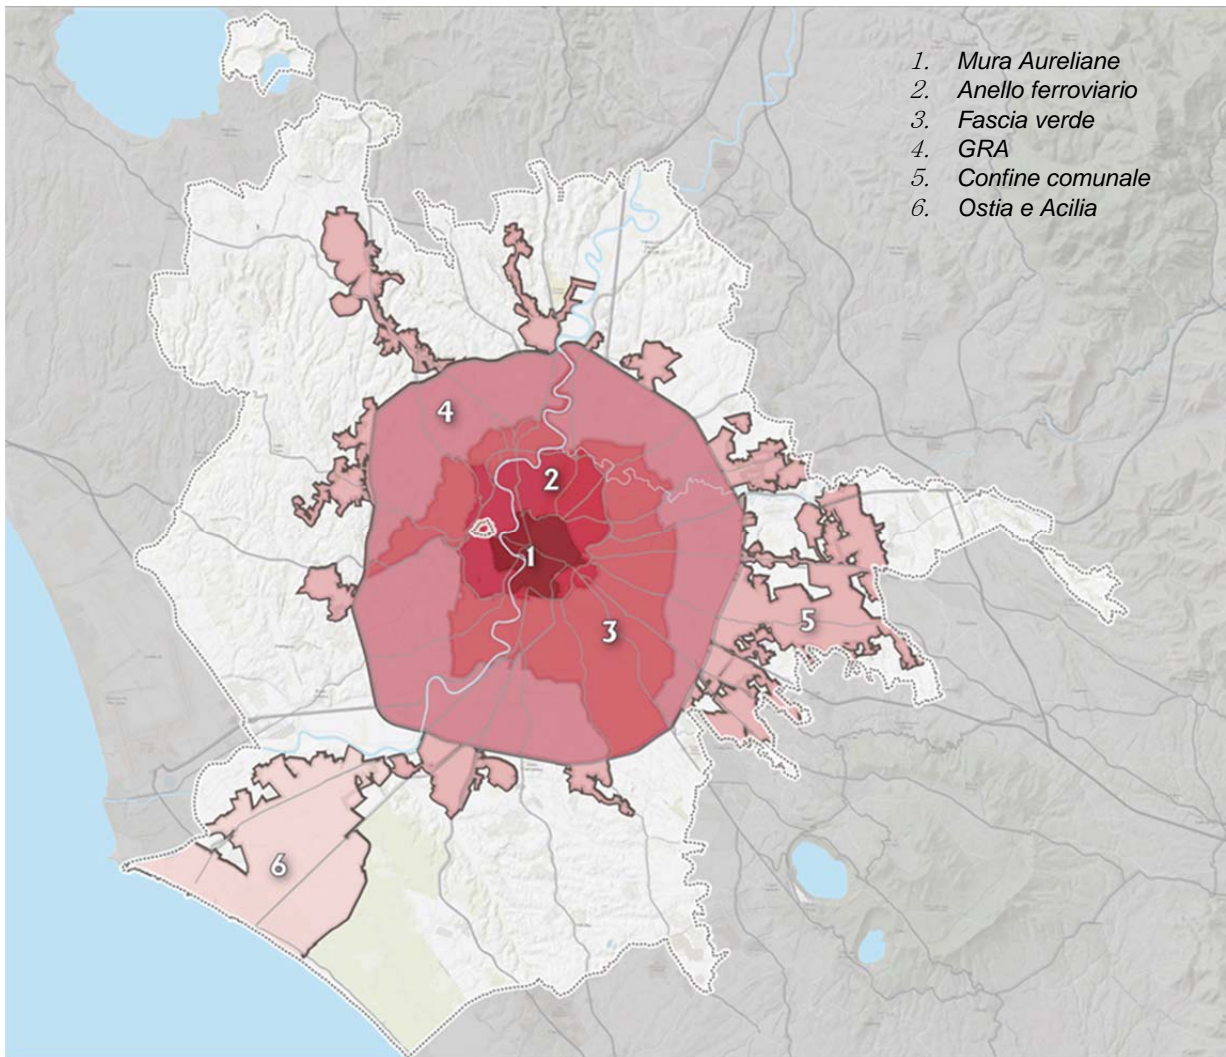 1. Mura Aureliane
2. Anello ferroviario
3. Fascia verde
4. GRA
5. Confine comunale
6. Ostia e Acilia
4
2
1
3
5
6